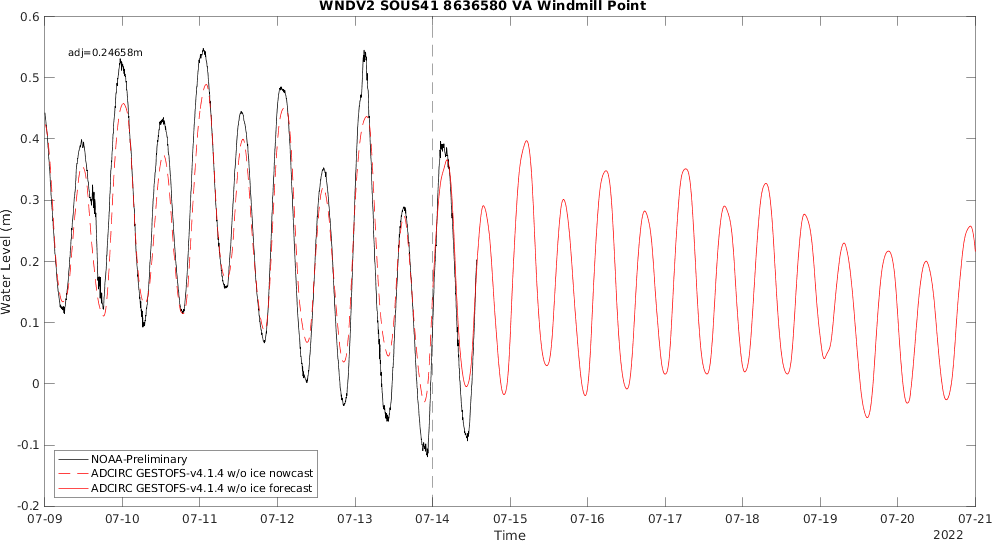 WNDV2 SOUS41 8636580 VA Windmill Point
adj=0.24658m
0.6
0.5
0.4
0.3
0.2
0.1
0
-0.1
-0.2
Water Level (m)
NOAA-Preliminary
ADCIRC GESTOFS-v4.1.4 w/o ice nowcast
ADCIRC GESTOFS-v4.1.4 w/o ice forecast
07-09 07-10 07-11 07-12 07-13 07-14 07-15 07-16 07-17 07-18 07-19 07-20 07-21
Time
2022